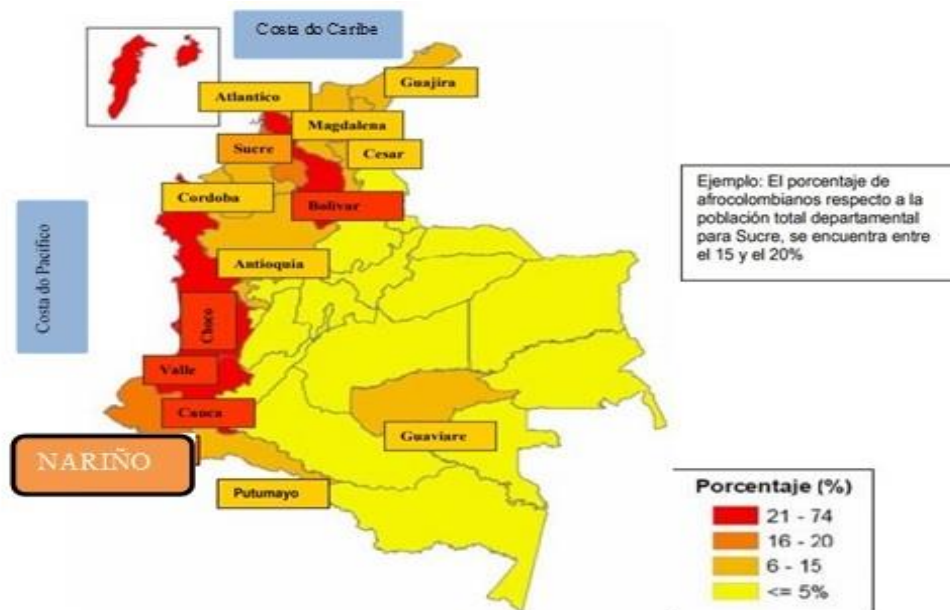 Costa do Caribe
Guajira
Atlantico
Magdalena
Sucre
Cesar
Cordoba
Bolivar
Ejemplo: El porcentaje de
afrocolombianos respecto a la
población total departamental
para Sucre, se encuentra entre
el 15 y el 20%
Costa do Pacifico
Antioquia
Choco
Valle
Cauca
Guaviare
NARIÑO
Putumayo
Porcentaje (%)
21 - 74
16 - 20
6 - 15
<= 5%